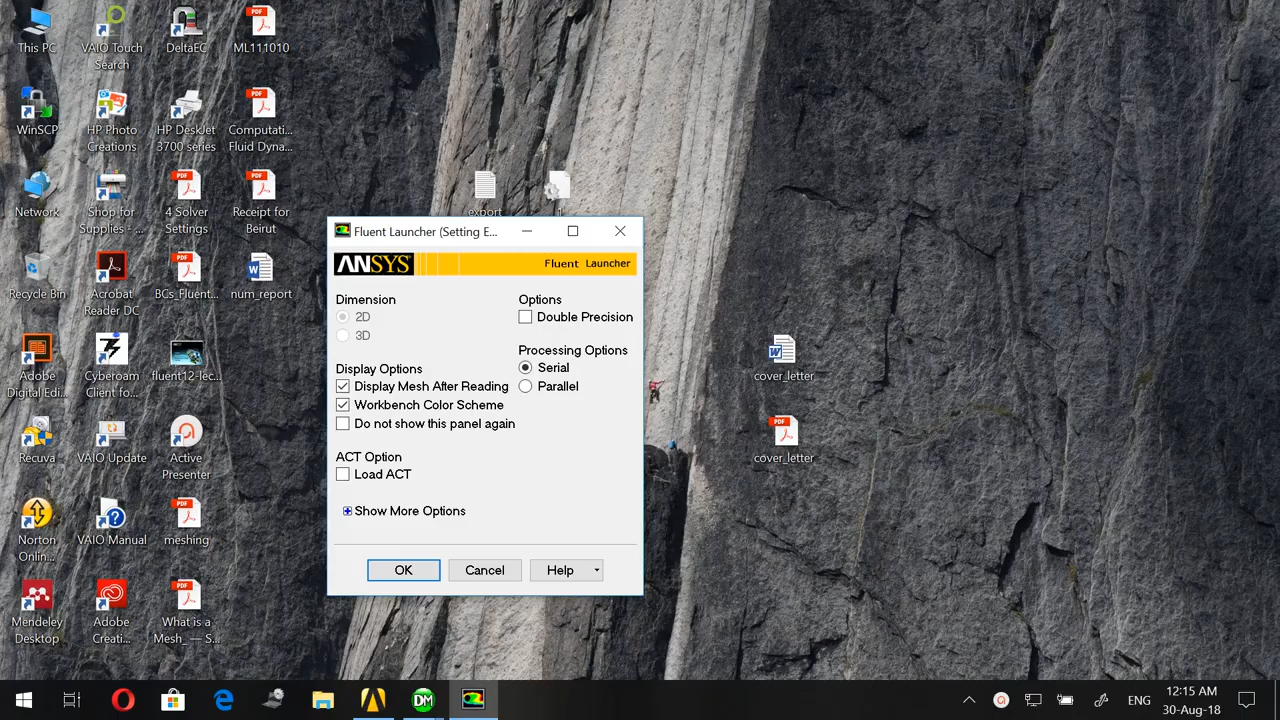 This PC
VAIO Touch
Search
DeltaEC
ML111010
WinSCP
HP Photo
Creations
HP DeskJet
3700 series
Computati...
Fluid Dyna...
Network
Shop for
Supplies - ...
4 Solver
Settings
Receipt for
Beirut
export
1
Recycle Bin
Acrobat
Reader DC
BCs_Fluent...
num_report
Adobe
Digital Edi...
Cyberoam
Client fo...
fluent12-lec...
Recuva
VAIO Update
Active
Presenter
Norton
Onlin...
VAIO Manual
meshing
Mendeley
Desktop
Adobe
Creati...
What is a
Mesh_ — S...
cover_letter
cover_letter
Fluent Launcher (Setting E...
ANSYS
Fluent Launcher
Dimension
2D
3D
Options
Double Precision
Display Options
Display Mesh After Reading
Workbench Color Scheme
Do not show this panel again
Processing Options
Serial
Parallel
ACT Option
Load ACT
Show More Options
OK
Cancel
Help
DM
ENG
12:15 AM
30-Aug-18